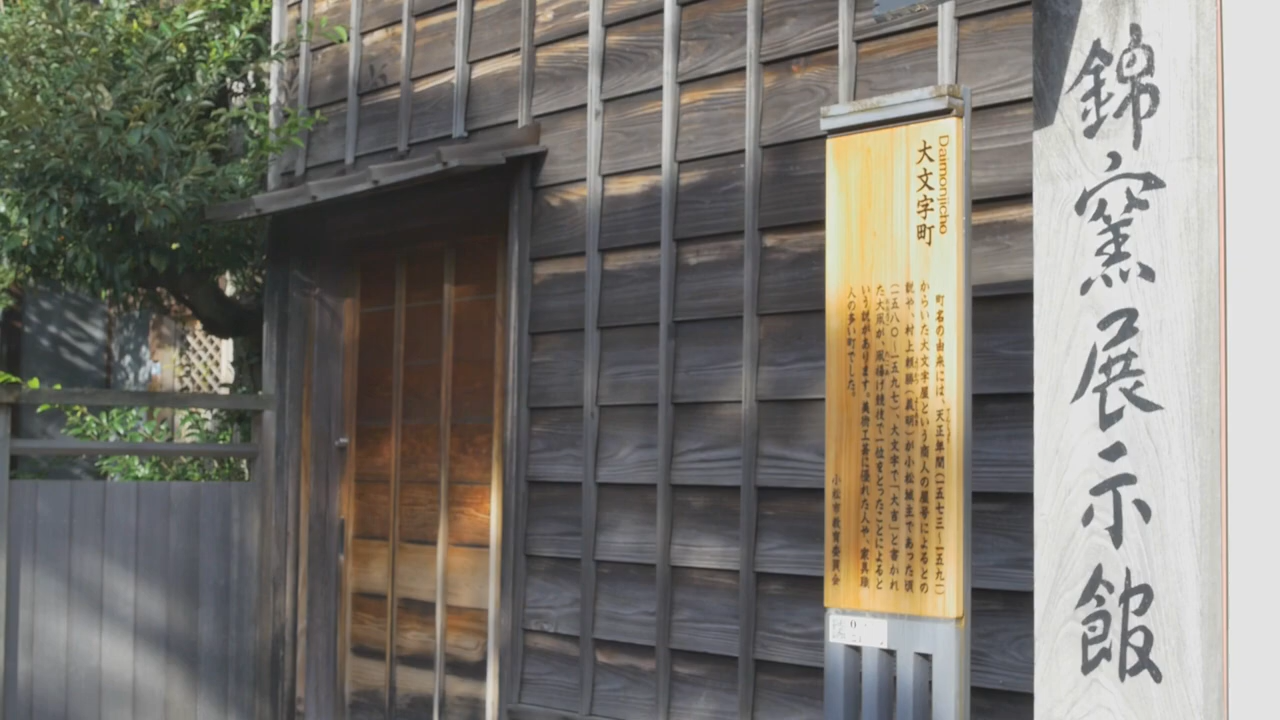 錦窯展示館
Daimonjicho
大文字町
町名の由来には、天正年間(一五七三〜一五九一)
からいた大文字屋という商人の屋号によるとの
説や、村上頼勝(義明)が小松城主であった頃
(一五八〇〜一五九七)、大文字で「大吉」と書かれ
た大凧が、凧揚げ競技で一位をとったことによると
いう説があります。美術工芸に優れた人や、家具職
人の多い町でした。
小松市教育委員会